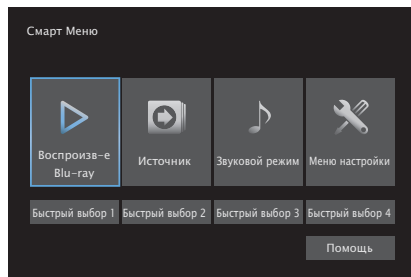 Смарт Меню
Воспроизв-е
Blu-ray
Источник
Звуковой режим
Меню настройки
Быстрый выбор 1
Быстрый выбор 2
Быстрый выбор 3
Быстрый выбор 4
Помощь